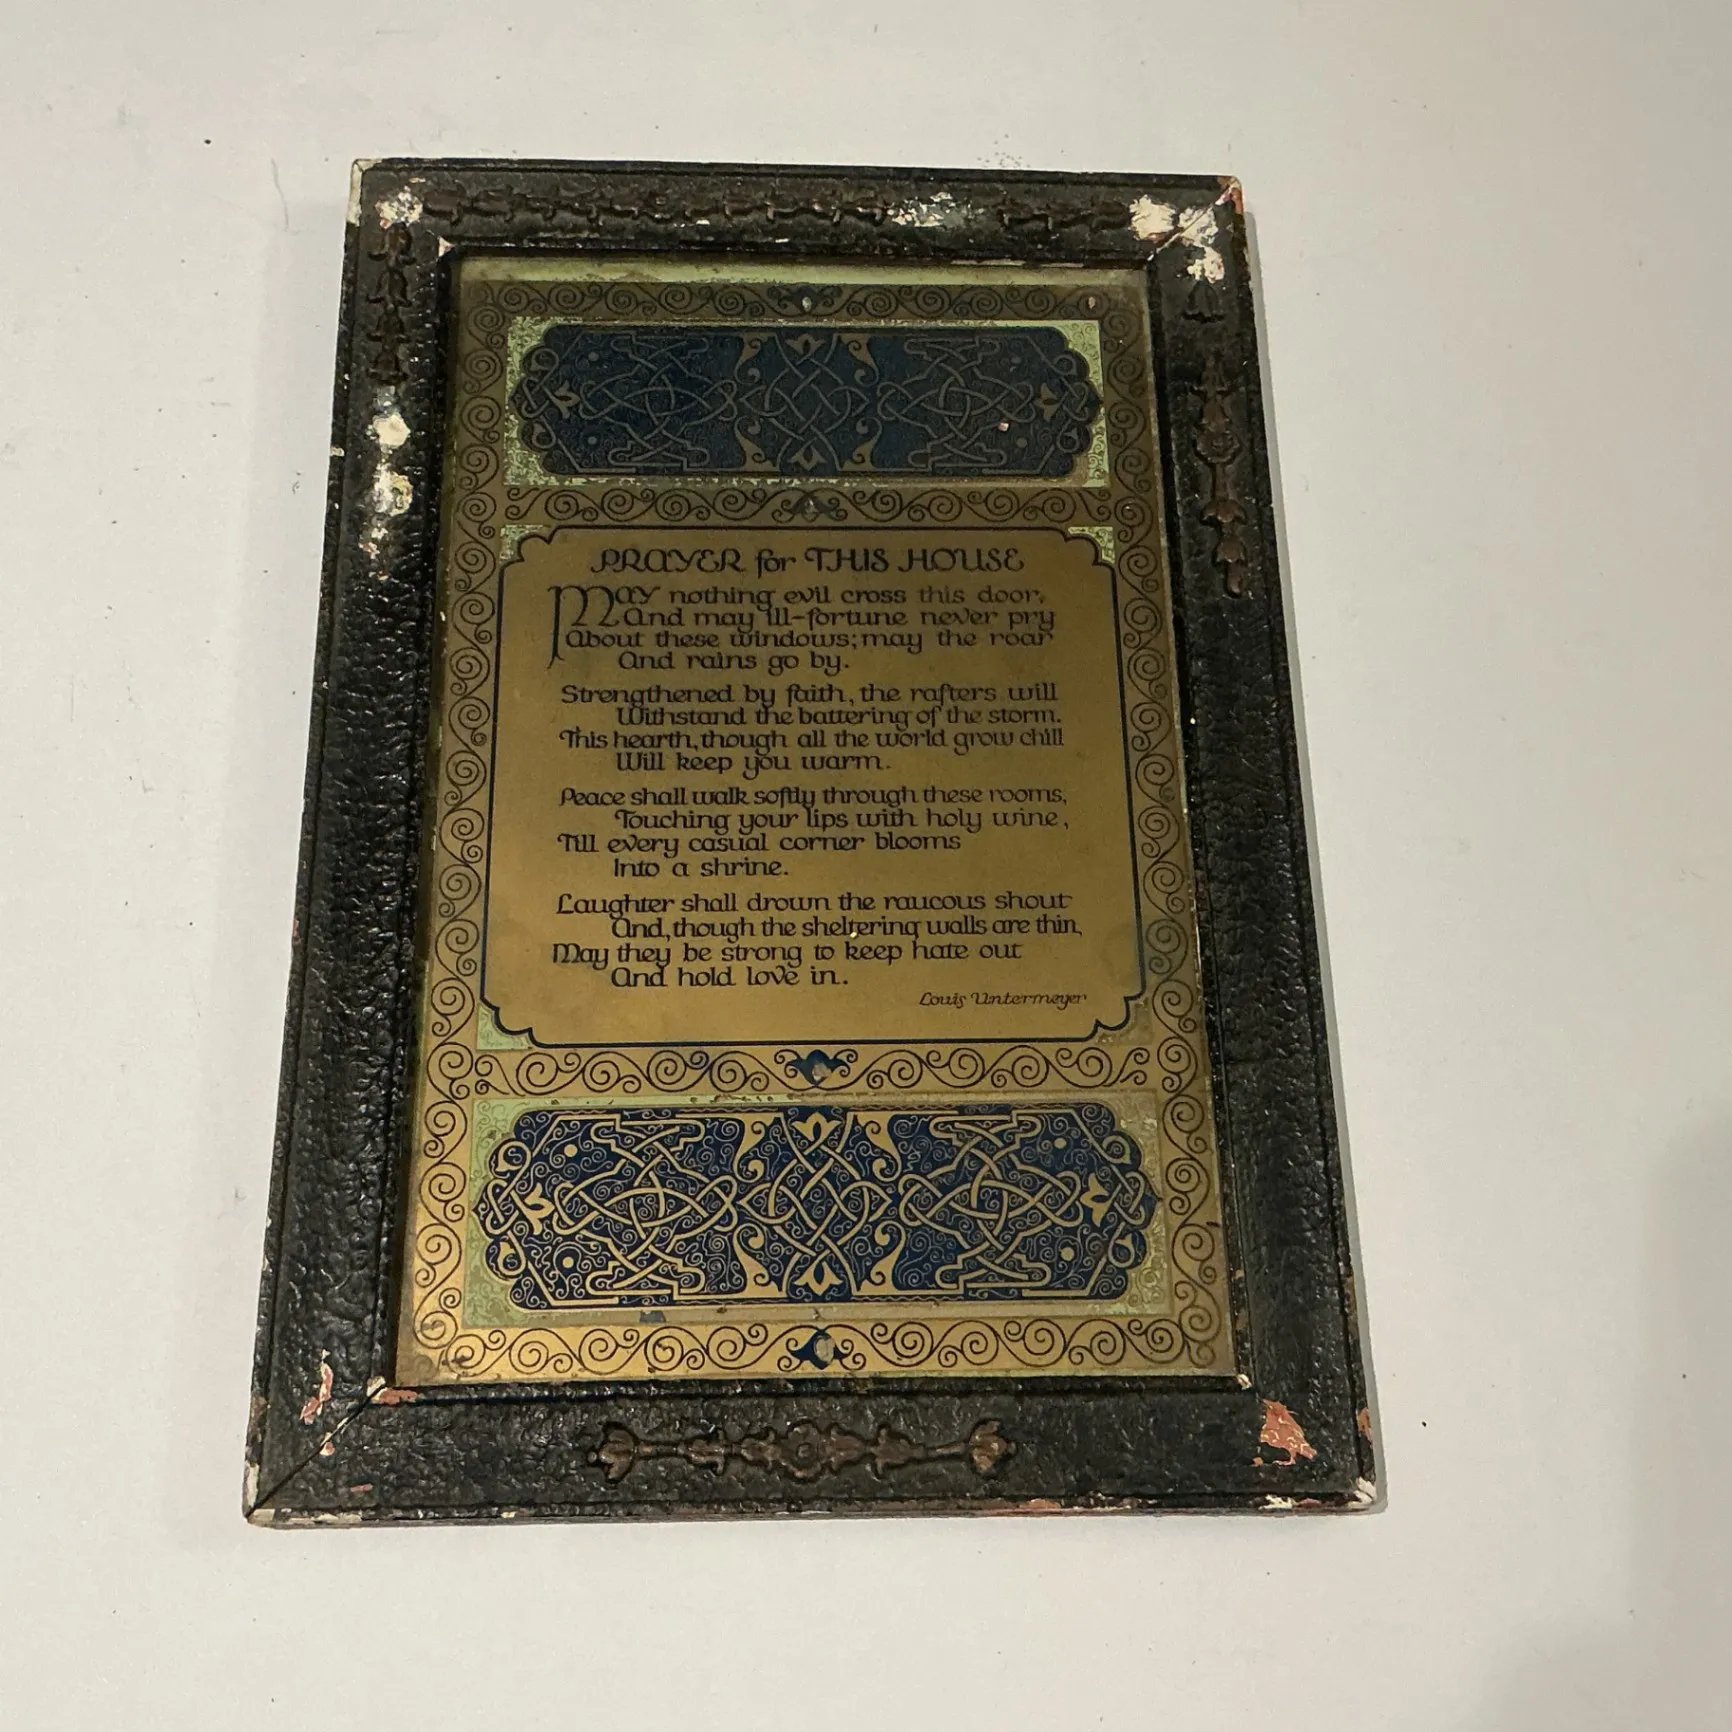 PRAYER for THIS HOUSE
MAY nothing evil cross this door,
And may ill-fortune never pry
About these windows; may the roar
And rains go by.
Strengthened by faith, the rafters will
Withstand the battering of the storm.
This hearth, though all the world grow chill
Will keep you warm.
Peace shall walk softly through these rooms,
Touching your lips with holy wine,
Till every casual corner blooms
Into a shrine.
Laughter shall drown the raucous shout
And, though the sheltering walls are thin,
May they be strong to keep hate out
And hold love in.
Louis Untermeyer